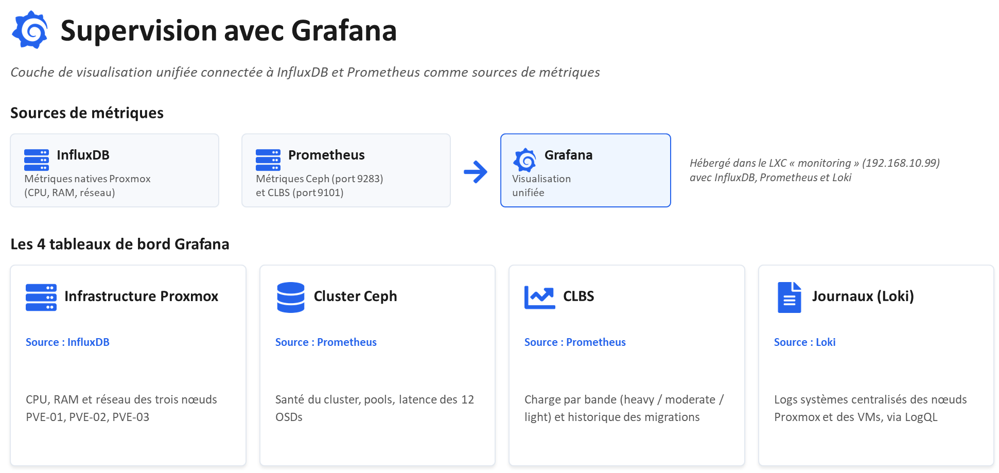 Supervision avec Grafana
Couche de visualisation unifiée connectée à InfluxDB et Prometheus comme sources de métriques
Sources de métriques
InfluxDB
Métriques natives Proxmox
(CPU, RAM, réseau)
Prometheus
Métriques Ceph (port 9283)
et CLBS (port 9101)
Grafana
Visualisation
unifiée
Hébergé dans le LXC « monitoring » (192.168.10.99)
avec InfluxDB, Prometheus et Loki
Les 4 tableaux de bord Grafana
Infrastructure Proxmox
Source : InfluxDB
CPU, RAM et réseau des trois nœuds
PVE-01, PVE-02, PVE-03
Cluster Ceph
Source : Prometheus
Santé du cluster, pools, latence des 12
OSDs
CLBS
Source : Prometheus
Charge par bande (heavy / moderate /
light) et historique des migrations
Journaux (Loki)
Source : Loki
Logs systèmes centralisés des nœuds
Proxmox et des VMs, via LogQL